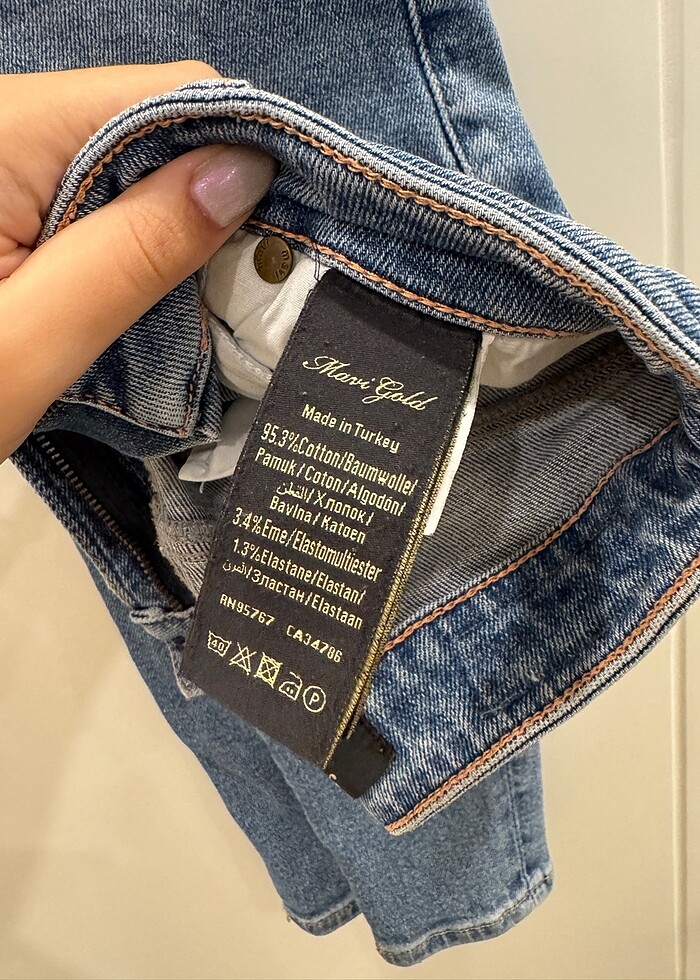 Mavi Gold
Made in Turkey
95.3%Cotton/Baumwolle/
Pamuk/Coton/Algodón/
القطن/Хлопок/
Bavlna/Katoen
3.4%Eme/Elastomultiester
1.3%Elastane/Elastan/
/Эластан/Elastaan
RN95767 CA34786
40
P